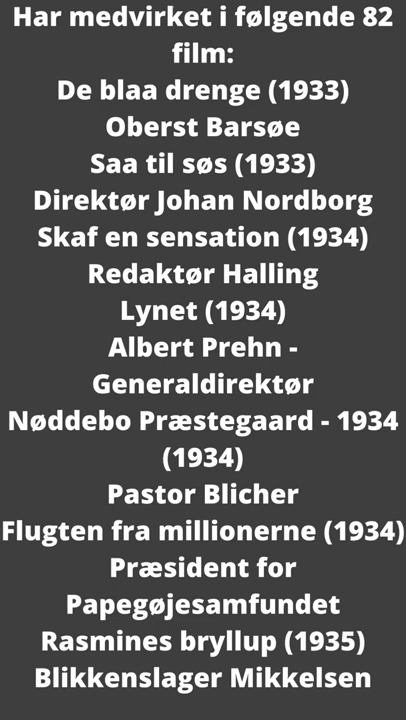 Har medvirket i følgende 82
film:
De blaa drenge (1933)
Oberst Barsøe
Saa til søs (1933)
Direktør Johan Nordborg
Skaf en sensation (1934)
Redaktør Halling
Lynet (1934)
Albert Prehn -
Generaldirektør
Nøddebo Præstegaard - 1934
(1934)
Pastor Blicher
Flugten fra millionerne (1934)
Præsident for
Papegøjesamfundet
Rasmines bryllup (1935)
Blikkenslager Mikkelsen